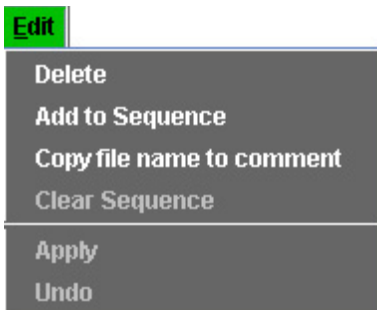 Edit
Delete
Add to Sequence
Copy file name to comment
Clear Sequence
Apply
Undo